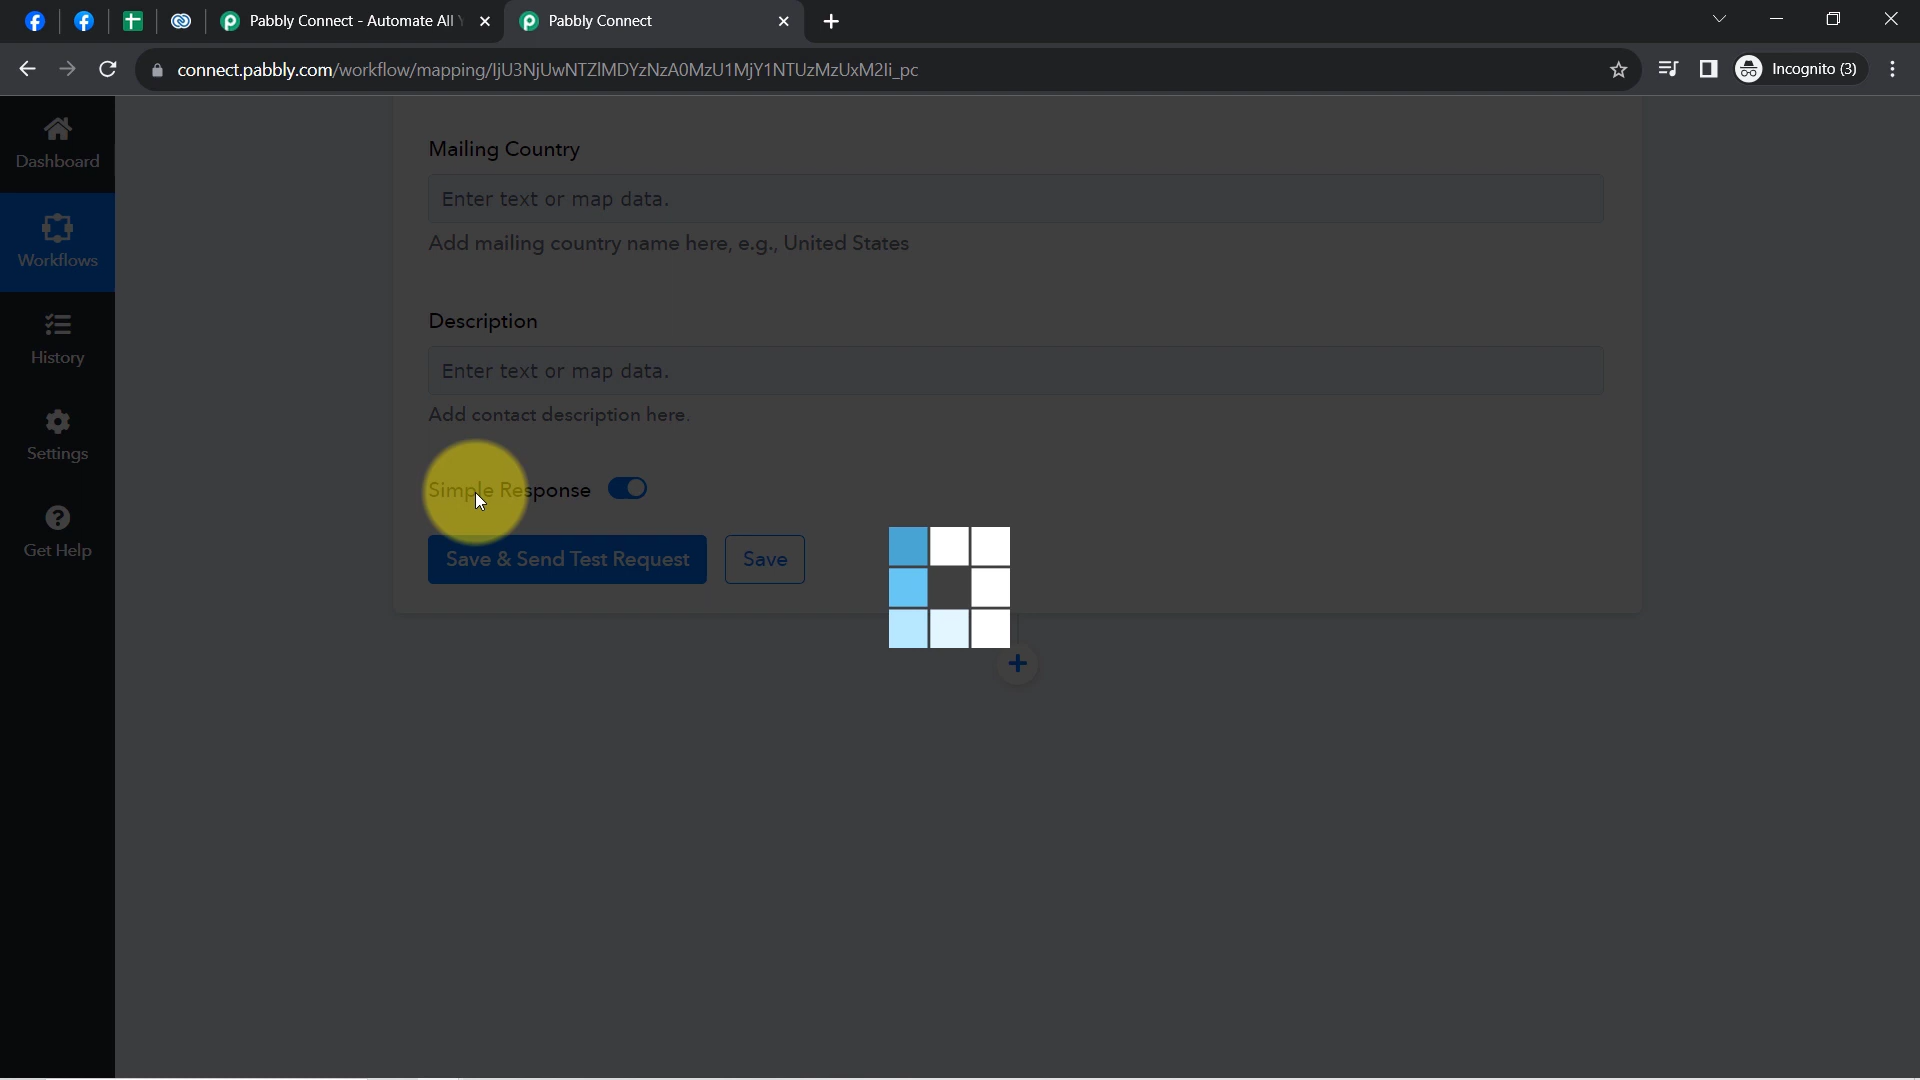 Pabbly Connect - Automate All
Pabbly Connect
connect.pabbly.com/workflow/mapping/IjU3NjUwNTZlMDYzNzA0MzU1MjY1NTUzMzUxM2Ii_pc
Incognito (3)
Dashboard
Workflows
History
Settings
Get Help
Mailing Country
Enter text or map data.
Add mailing country name here, e.g., United States
Description
Enter text or map data.
Add contact description here.
Simple Response
Save & Send Test Request
Save